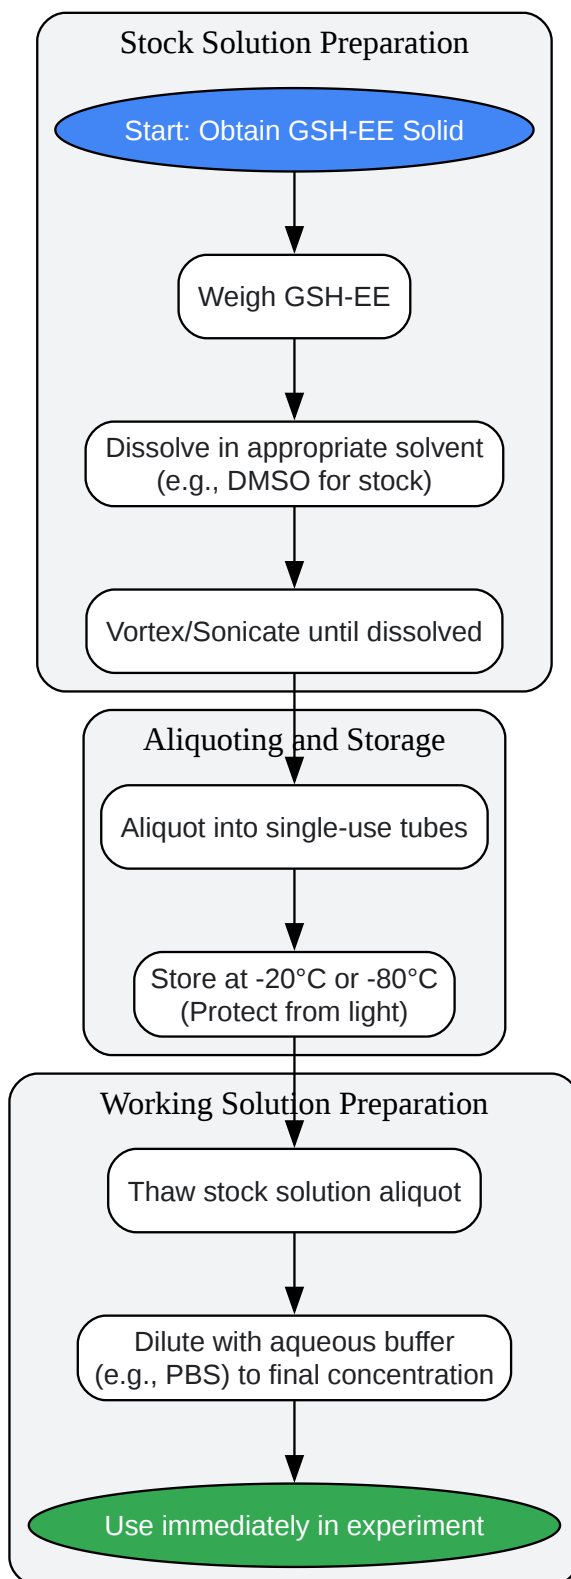 Stock Solution Preparation
Start: Obtain GSH-EE Solid
Weigh GSH-EE
Dissolve in appropriate solvent
(e.g., DMSO for stock)
Vortex/Sonicate until dissolved
Aliquoting and Storage
Aliquot into single-use tubes
Store at -20°C or -80°C
(Protect from light)
Working Solution Preparation
Thaw stock solution aliquot
Dilute with aqueous buffer
(e.g., PBS) to final concentration
Use immediately in experiment